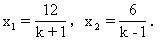 x₁ = 12/(k + 1), x₂ = 6/(k - 1).